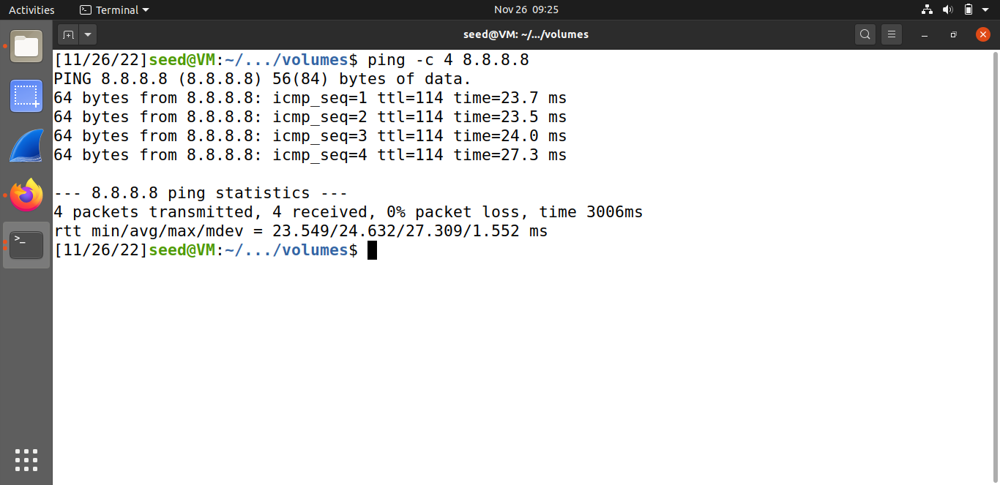 Activities
Terminal
Nov 26 09:25
seed@VM: ~/.../volumes
[11/26/22]seed@VM:~/.../volumes$ ping -c 4 8.8.8.8
PING 8.8.8.8 (8.8.8.8) 56(84) bytes of data.
64 bytes from 8.8.8.8: icmp_seq=1 ttl=114 time=23.7 ms
64 bytes from 8.8.8.8: icmp_seq=2 ttl=114 time=23.5 ms
64 bytes from 8.8.8.8: icmp_seq=3 ttl=114 time=24.0 ms
64 bytes from 8.8.8.8: icmp_seq=4 ttl=114 time=27.3 ms
--- 8.8.8.8 ping statistics ---
4 packets transmitted, 4 received, 0% packet loss, time 3006ms
rtt min/avg/max/mdev = 23.549/24.632/27.309/1.552 ms
[11/26/22]seed@VM:~/.../volumes$